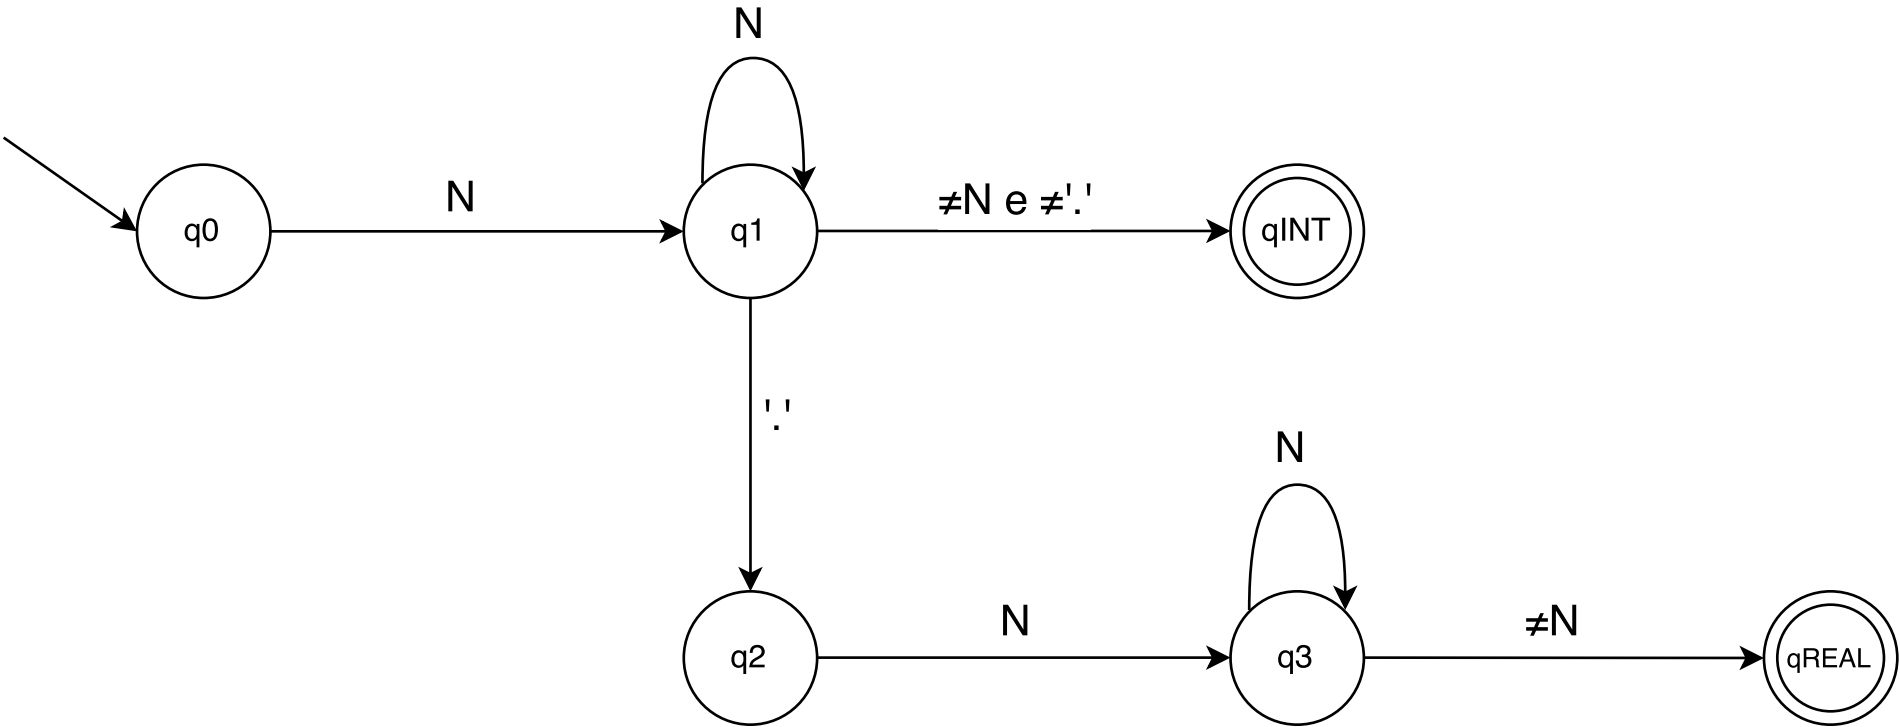 N
N
≠N e ≠'.'
q0
q1
qINT
'.'
N
N
≠N
q2
q3
qREAL